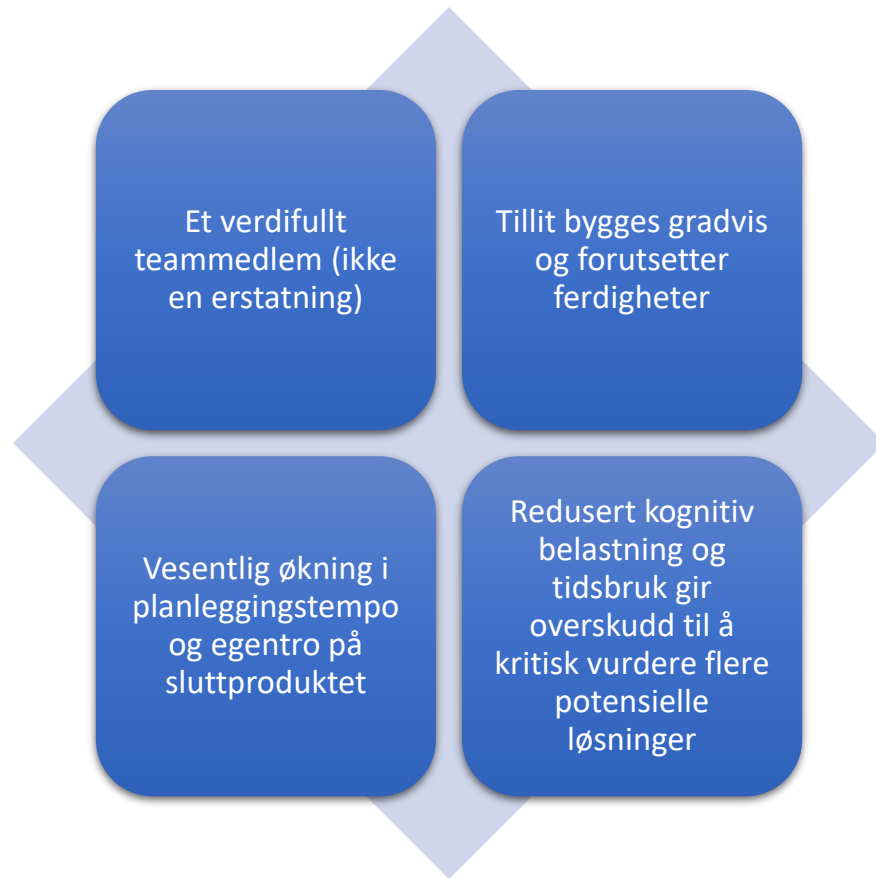 Et verdifullt
teammedlem (ikke
en erstatning)
Tillit bygges gradvis
og forutsetter
ferdigheter
Vesentlig økning i
planleggingstempo
og egentro på
sluttproduktet
Redusert kognitiv
belastning og
tidsbruk gir
overskudd til å
kritisk vurdere flere
potensielle
løsninger